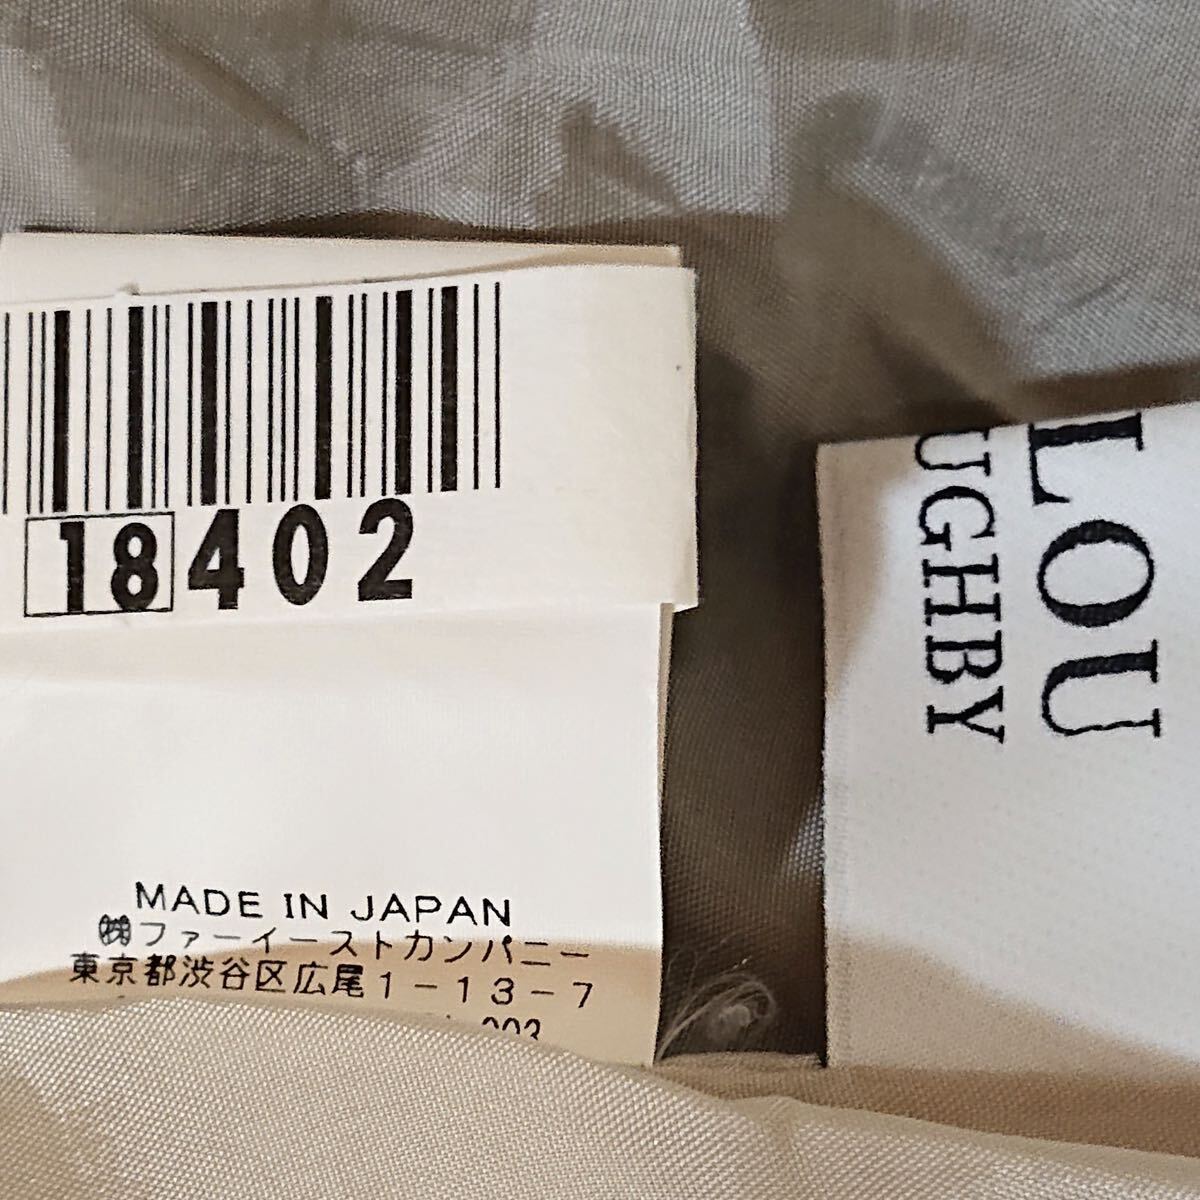 18402
MADE IN JAPAN
㈱ファーイーストカンパニー
東京都渋谷区広尾1-13-7
LOU
UGHBY